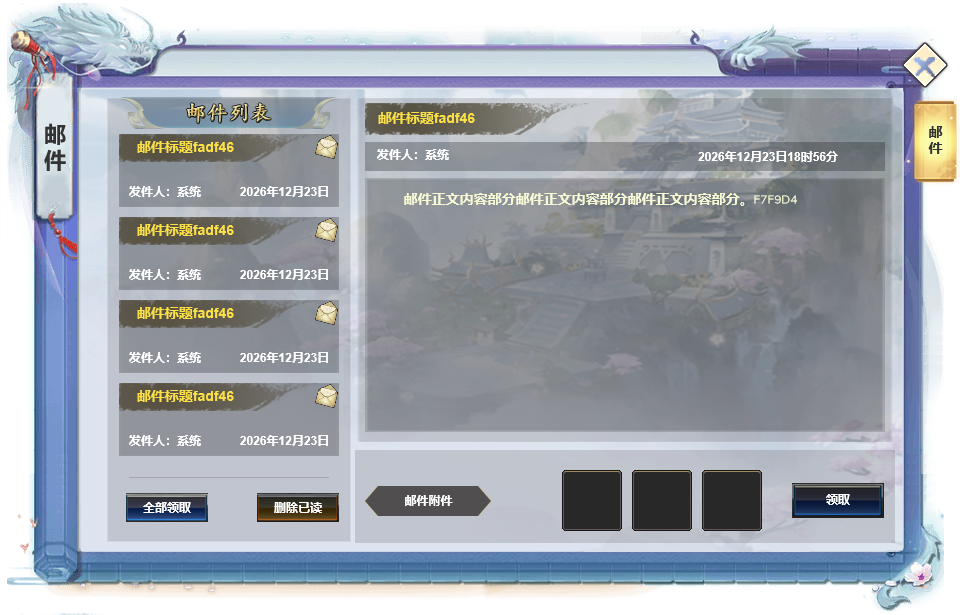 邮件
邮件
邮件列表
邮件标题fadf46
发件人：系统 2026年12月23日
邮件标题fadf46
发件人：系统 2026年12月23日
邮件标题fadf46
发件人：系统 2026年12月23日
邮件标题fadf46
发件人：系统 2026年12月23日
全部领取 删除已读
邮件标题fadf46
发件人：系统 2026年12月23日18时56分
邮件正文内容部分邮件正文内容部分邮件正文内容部分。F7F9D4
邮件附件 领取